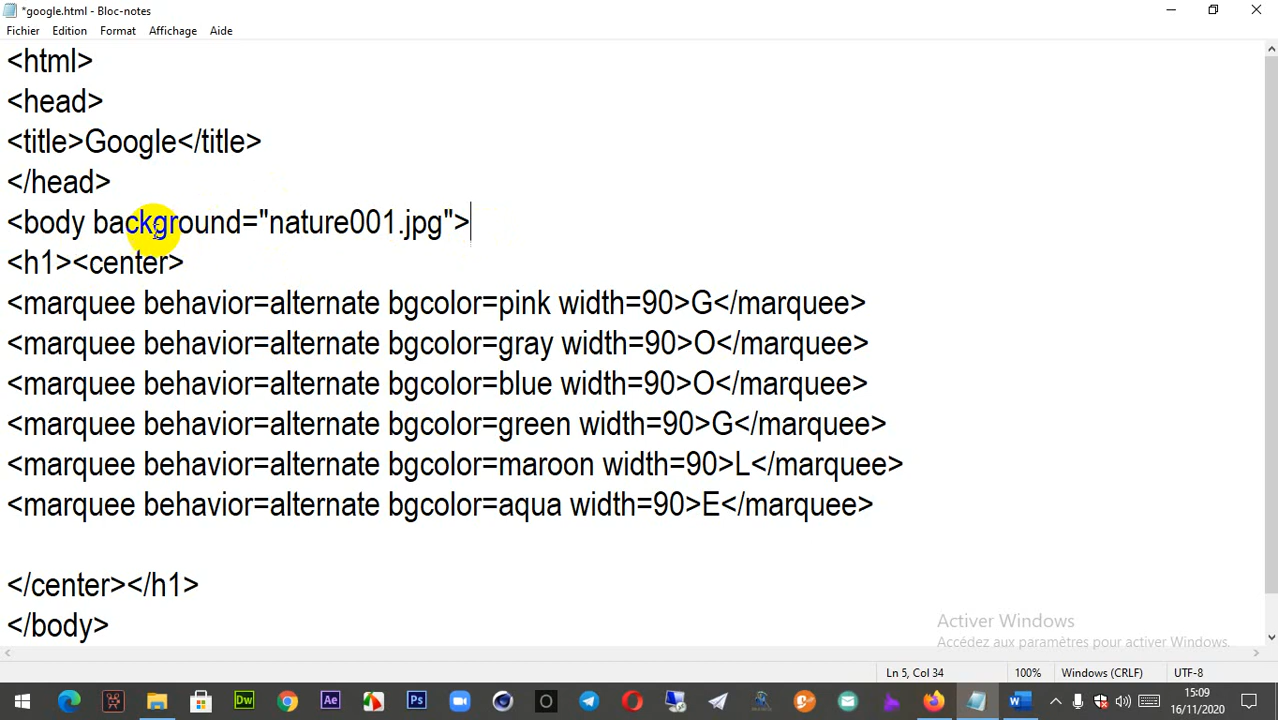 *google.html - Bloc-notes
Fichier Edition Format Affichage Aide
<html>
<head>
<title>Google</title>
</head>
<body background="nature001.jpg">
<h1><center>
<marquee behavior=alternate bgcolor=pink width=90>G</marquee>
<marquee behavior=alternate bgcolor=gray width=90>O</marquee>
<marquee behavior=alternate bgcolor=blue width=90>O</marquee>
<marquee behavior=alternate bgcolor=green width=90>G</marquee>
<marquee behavior=alternate bgcolor=maroon width=90>L</marquee>
<marquee behavior=alternate bgcolor=aqua width=90>E</marquee>
</center></h1>
</body>
Activer Windows
Accédez aux paramètres pour activer Windows.
Ln 5, Col 34 100% Windows (CRLF) UTF-8
Dw Ae Ps
15:09
16/11/2020